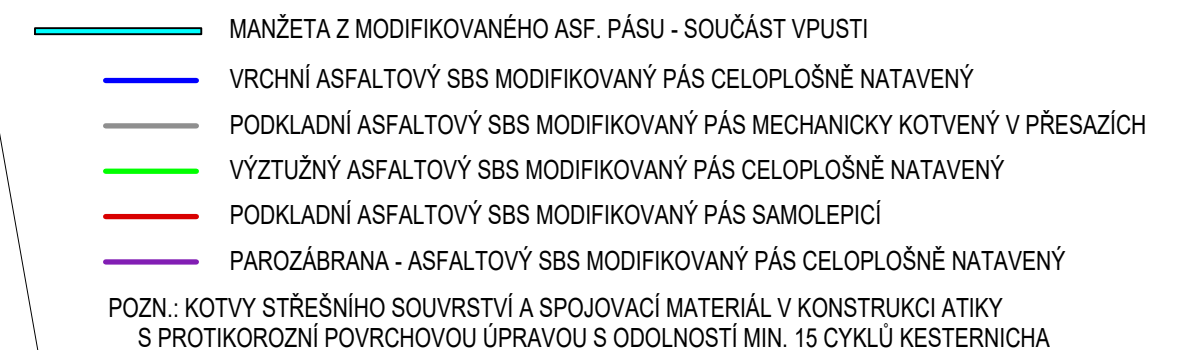 MANŽETA Z MODIFIKOVANÉHO ASF. PÁSU - SOUČÁST VPUSTI
VRCHNÍ ASFALTOVÝ SBS MODIFIKOVANÝ PÁS CELOPLOŠNĚ NATAVENÝ
PODKLADNÍ ASFALTOVÝ SBS MODIFIKOVANÝ PÁS MECHANICKY KOTVENÝ V PŘESAZÍCH
VÝZTUŽNÝ ASFALTOVÝ SBS MODIFIKOVANÝ PÁS CELOPLOŠNĚ NATAVENÝ
PODKLADNÍ ASFALTOVÝ SBS MODIFIKOVANÝ PÁS SAMOLEPICÍ
PAROZÁBRANA - ASFALTOVÝ SBS MODIFIKOVANÝ PÁS CELOPLOŠNĚ NATAVENÝ
POZN.: KOTVY STŘEŠNÍHO SOUVRSTVÍ A SPOJOVACÍ MATERIÁL V KONSTRUKCI ATIKY
S PROTIKOROZNÍ POVRCHOVOU ÚPRAVOU S ODOLNOSTÍ MIN. 15 CYKLŮ KESTERNICHA